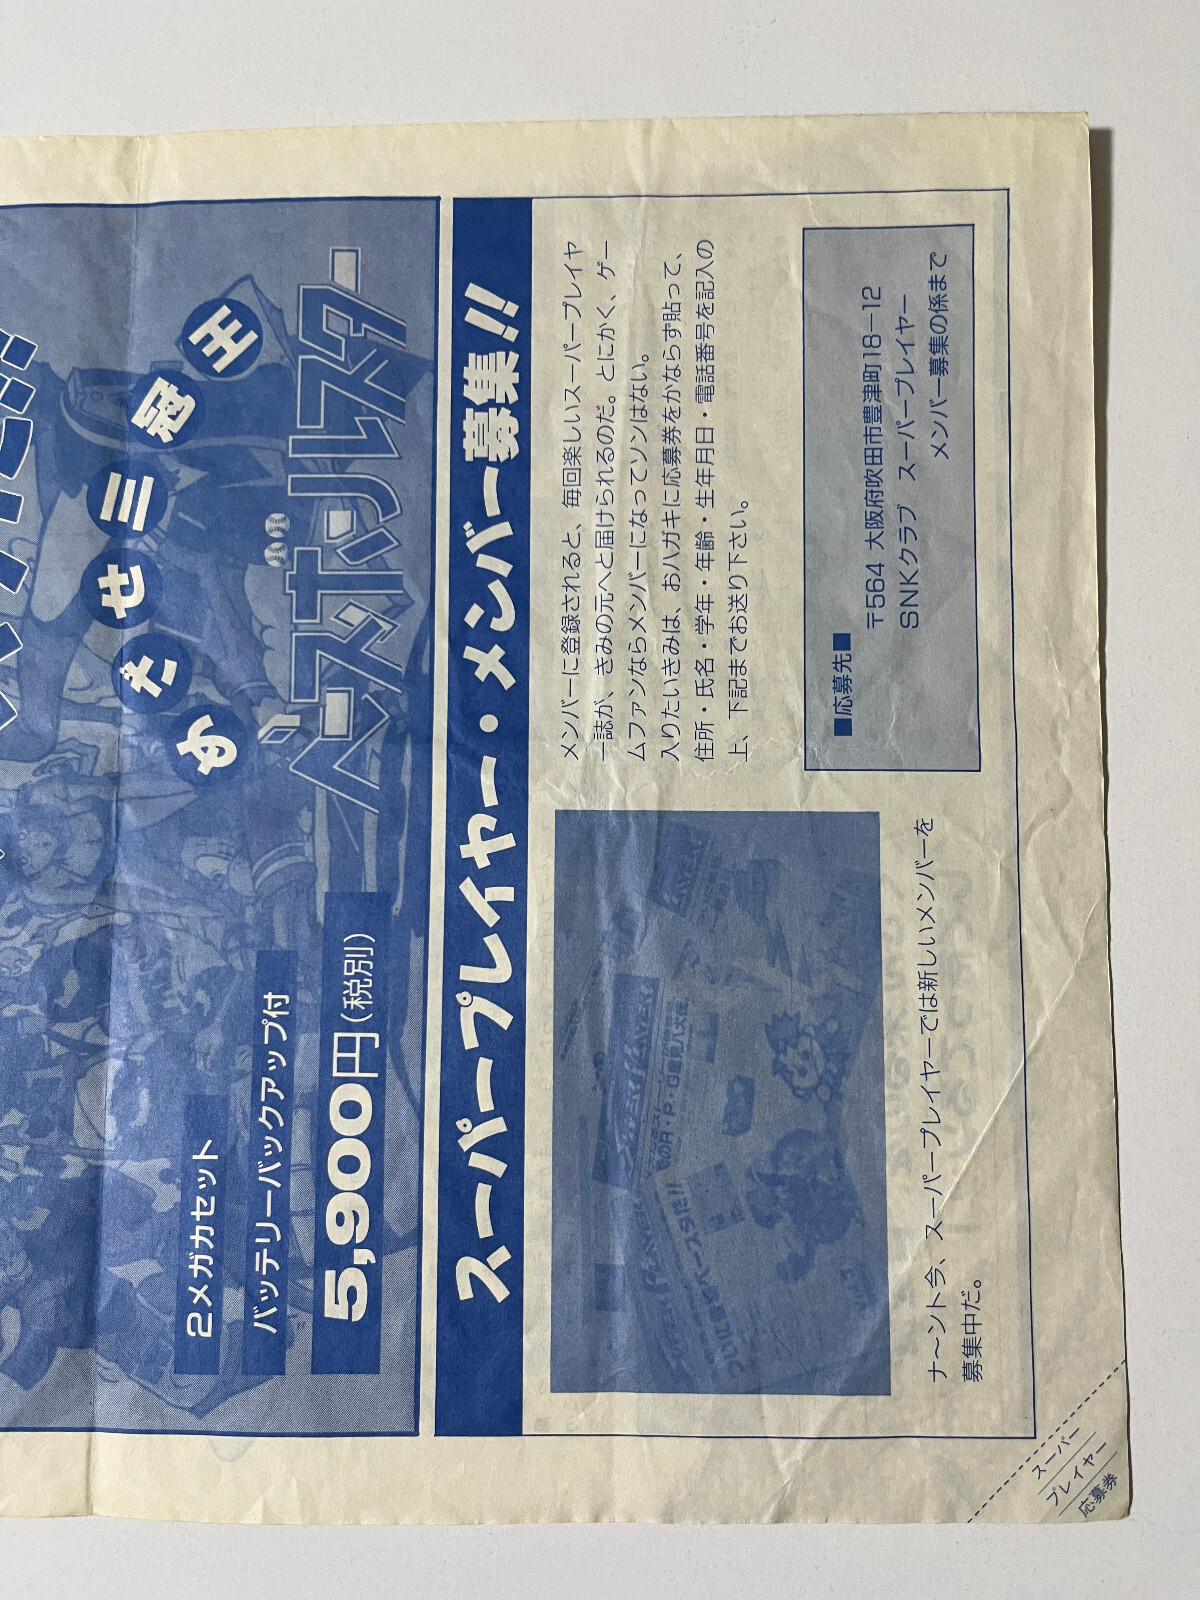 めざせ三冠王
ベースボールスター
2メガカセット
バッテリーバックアップ付
5,900円(税別)
スーパープレイヤー・メンバー募集!!
ナ〜ント今、スーパープレイヤーでは新しいメンバーを
募集中だ。
メンバーに登録されると、毎回楽しいスーパープレイヤ
ー誌が、きみの元へと届けられるのだ。とにかく、ゲー
ムファンならメンバーになってソンはない。
入りたいきみは、おハガキに応募券をかならず貼って、
住所・氏名・学年・年齢・生年月日・電話番号を記入の
上、下記までお送り下さい。
■応募先■
〒564 大阪府吹田市豊津町18-12
SNKクラブ スーパープレイヤー
メンバー募集の係まで
スーパー
プレイヤー
応募券